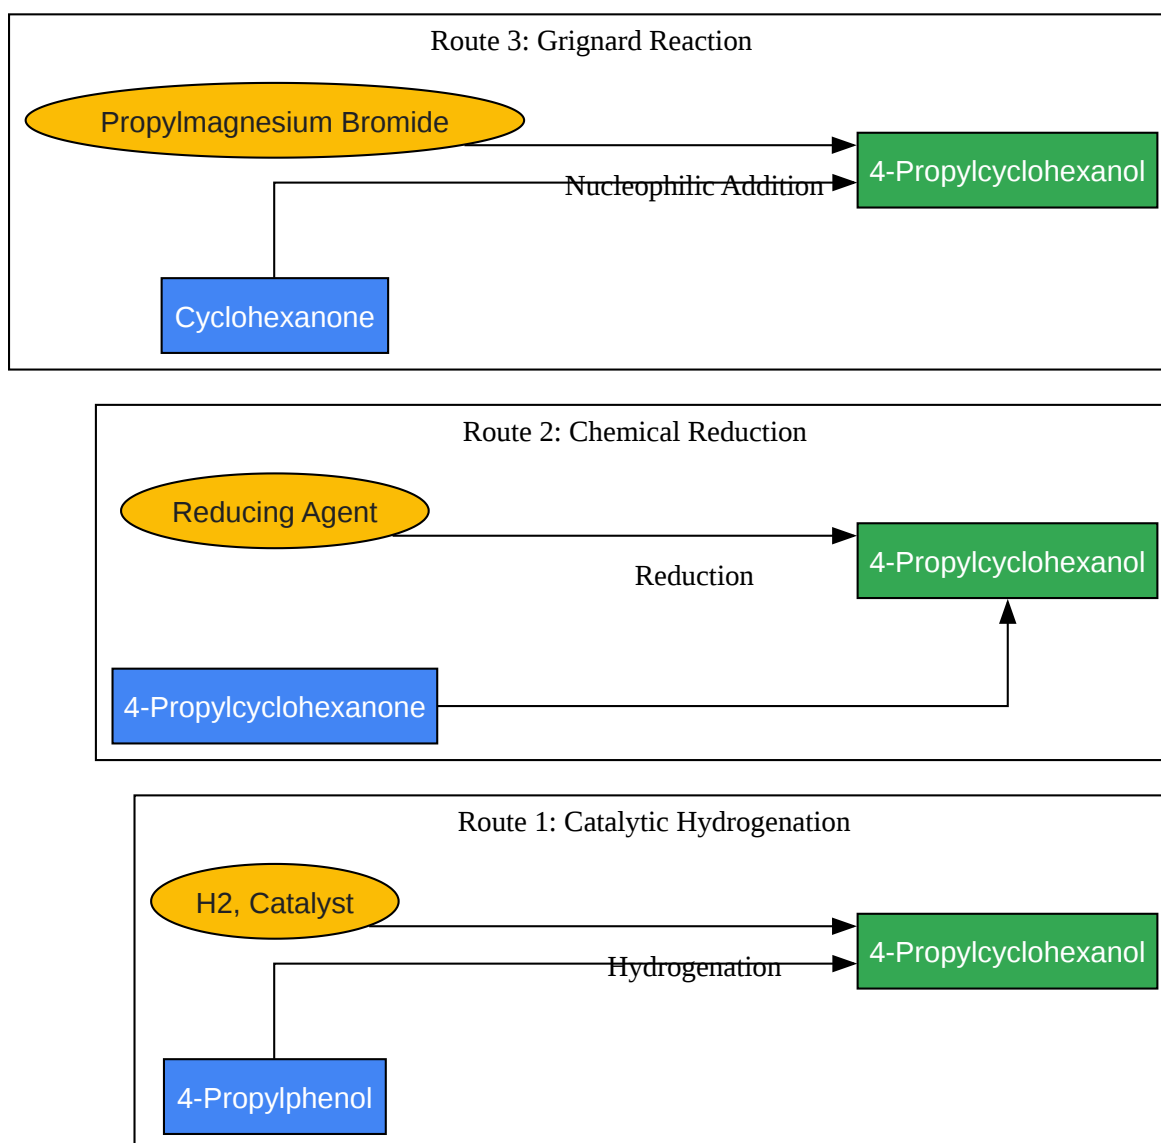 Route 3: Grignard Reaction
Propylmagnesium Bromide
4-Propylcyclohexanol
Nucleophilic Addition
Cyclohexanone
Route 2: Chemical Reduction
Reducing Agent
4-Propylcyclohexanol
Reduction
4-Propylcyclohexanone
Route 1: Catalytic Hydrogenation
H2, Catalyst
4-Propylcyclohexanol
Hydrogenation
4-Propylphenol